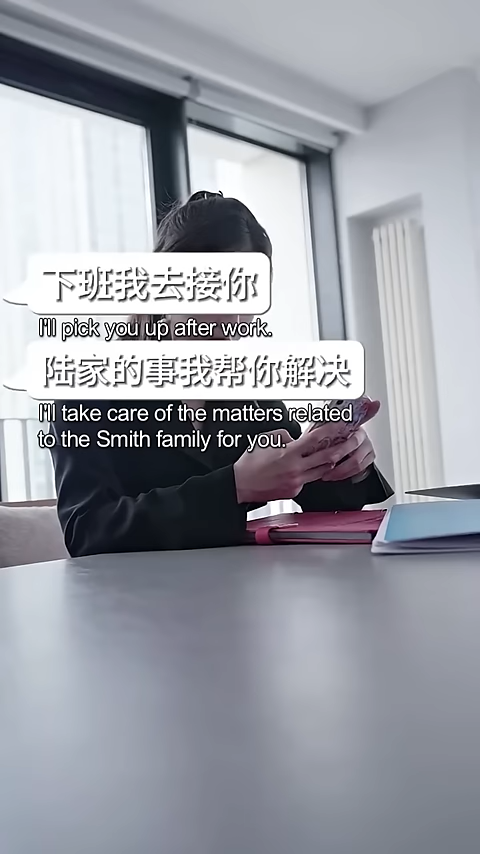 下班我去接你
I'll pick you up after work.
陆家的事我帮你解决
I'll take care of the matters related
to the Smith family for you.